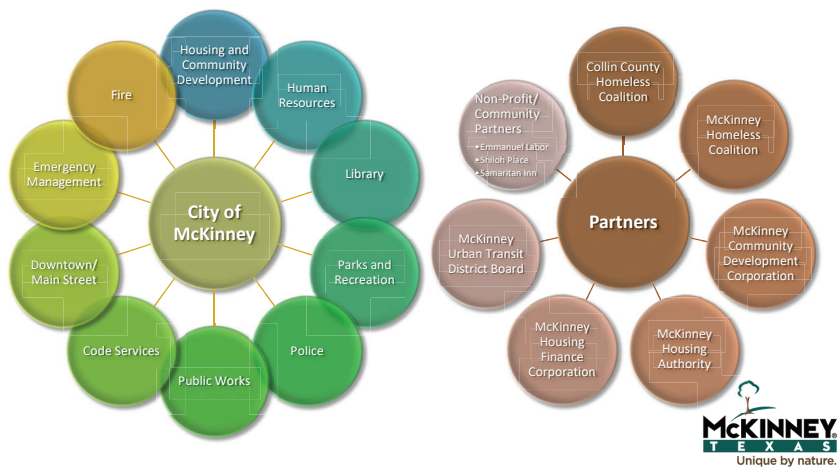 Housing and
Community
Development
Human
Resources
Library
Parks and
Recreation
Police
Public Works
Code Services
Downtown/
Main Street
Emergency
Management
Fire
City of
McKinney
Collin County
Homeless
Coalition
McKinney
Homeless
Coalition
McKinney
Community
Development
Corporation
McKinney
Housing
Authority
McKinney
Housing
Finance
Corporation
McKinney
Urban Transit
District Board
Non-Profit/
Community
Partners
•Emmanuel Labor
•Shiloh Place
•Samaritan Inn
Partners
McKINNEY®
TEXAS
Unique by nature.